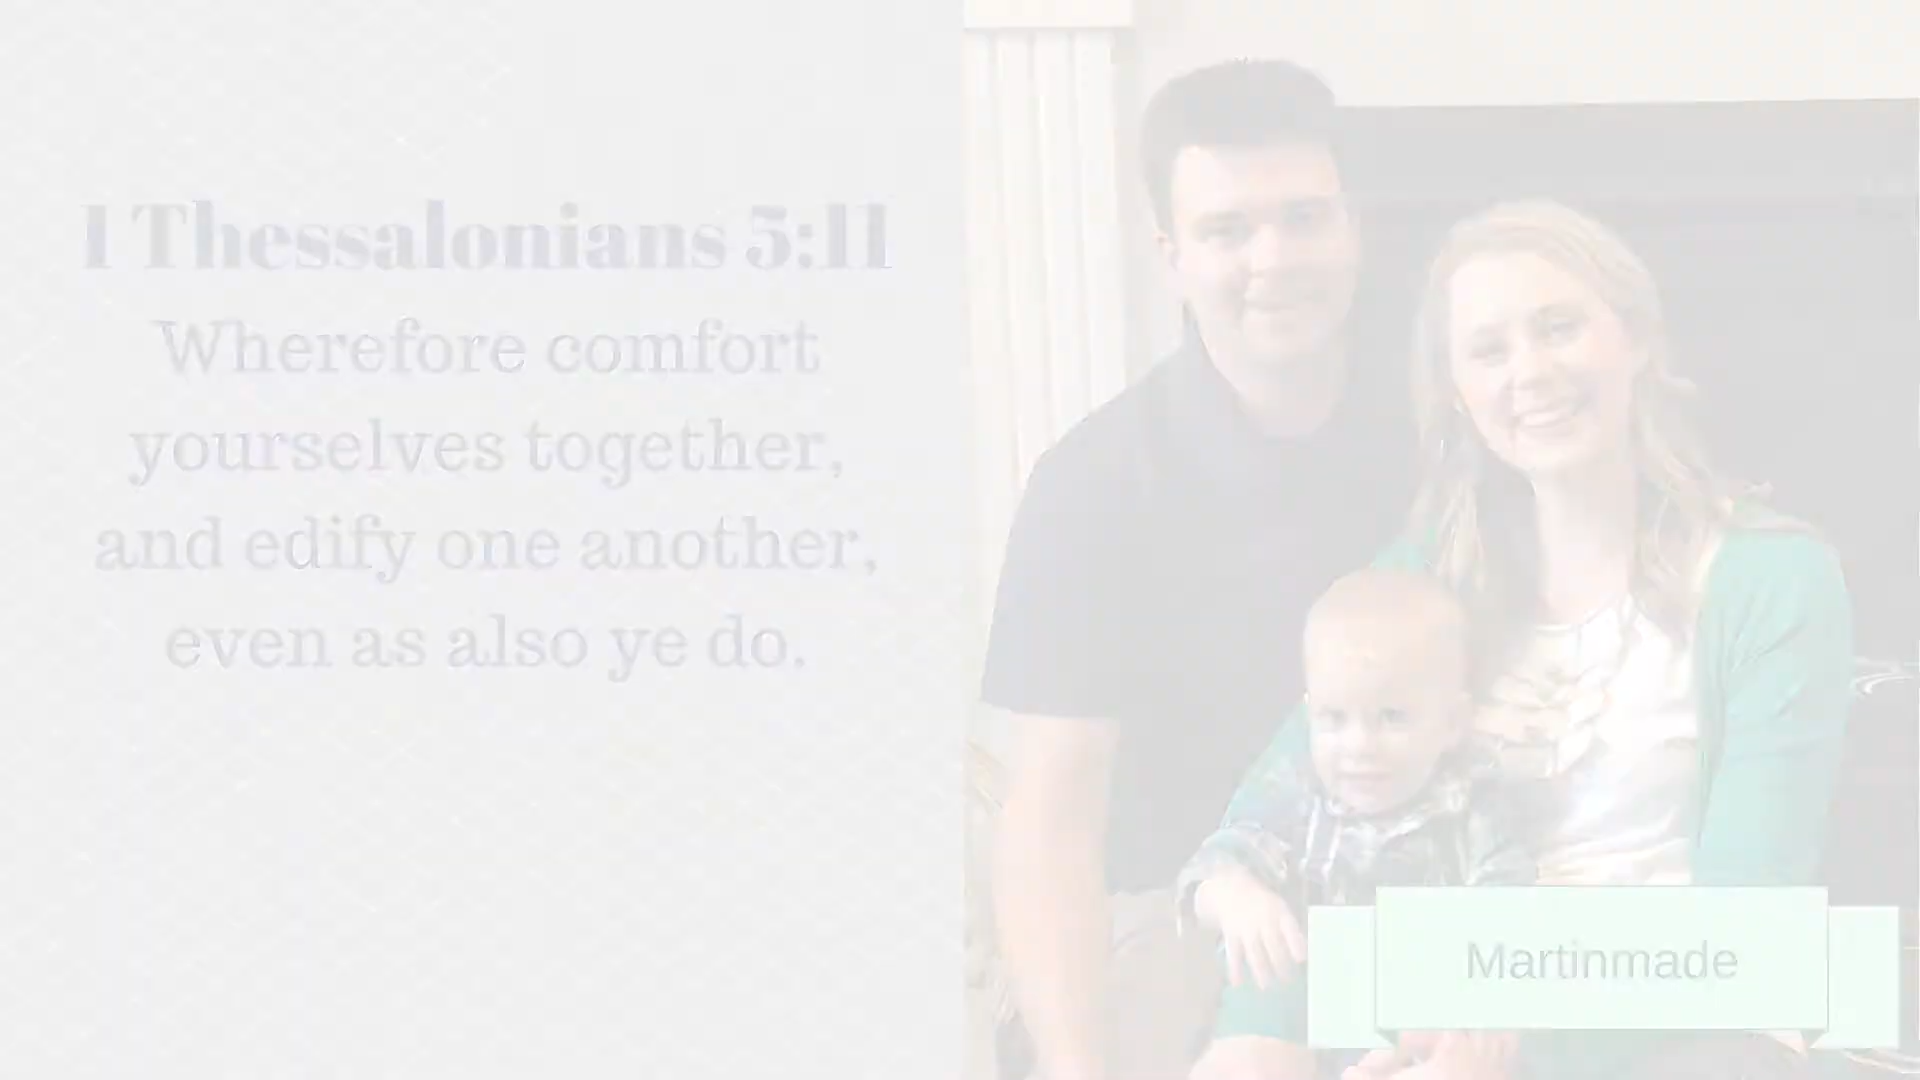 1 Thessalonians 5:11
Wherefore comfort
yourselves together,
and edify one another,
even as also ye do.
Martinmade